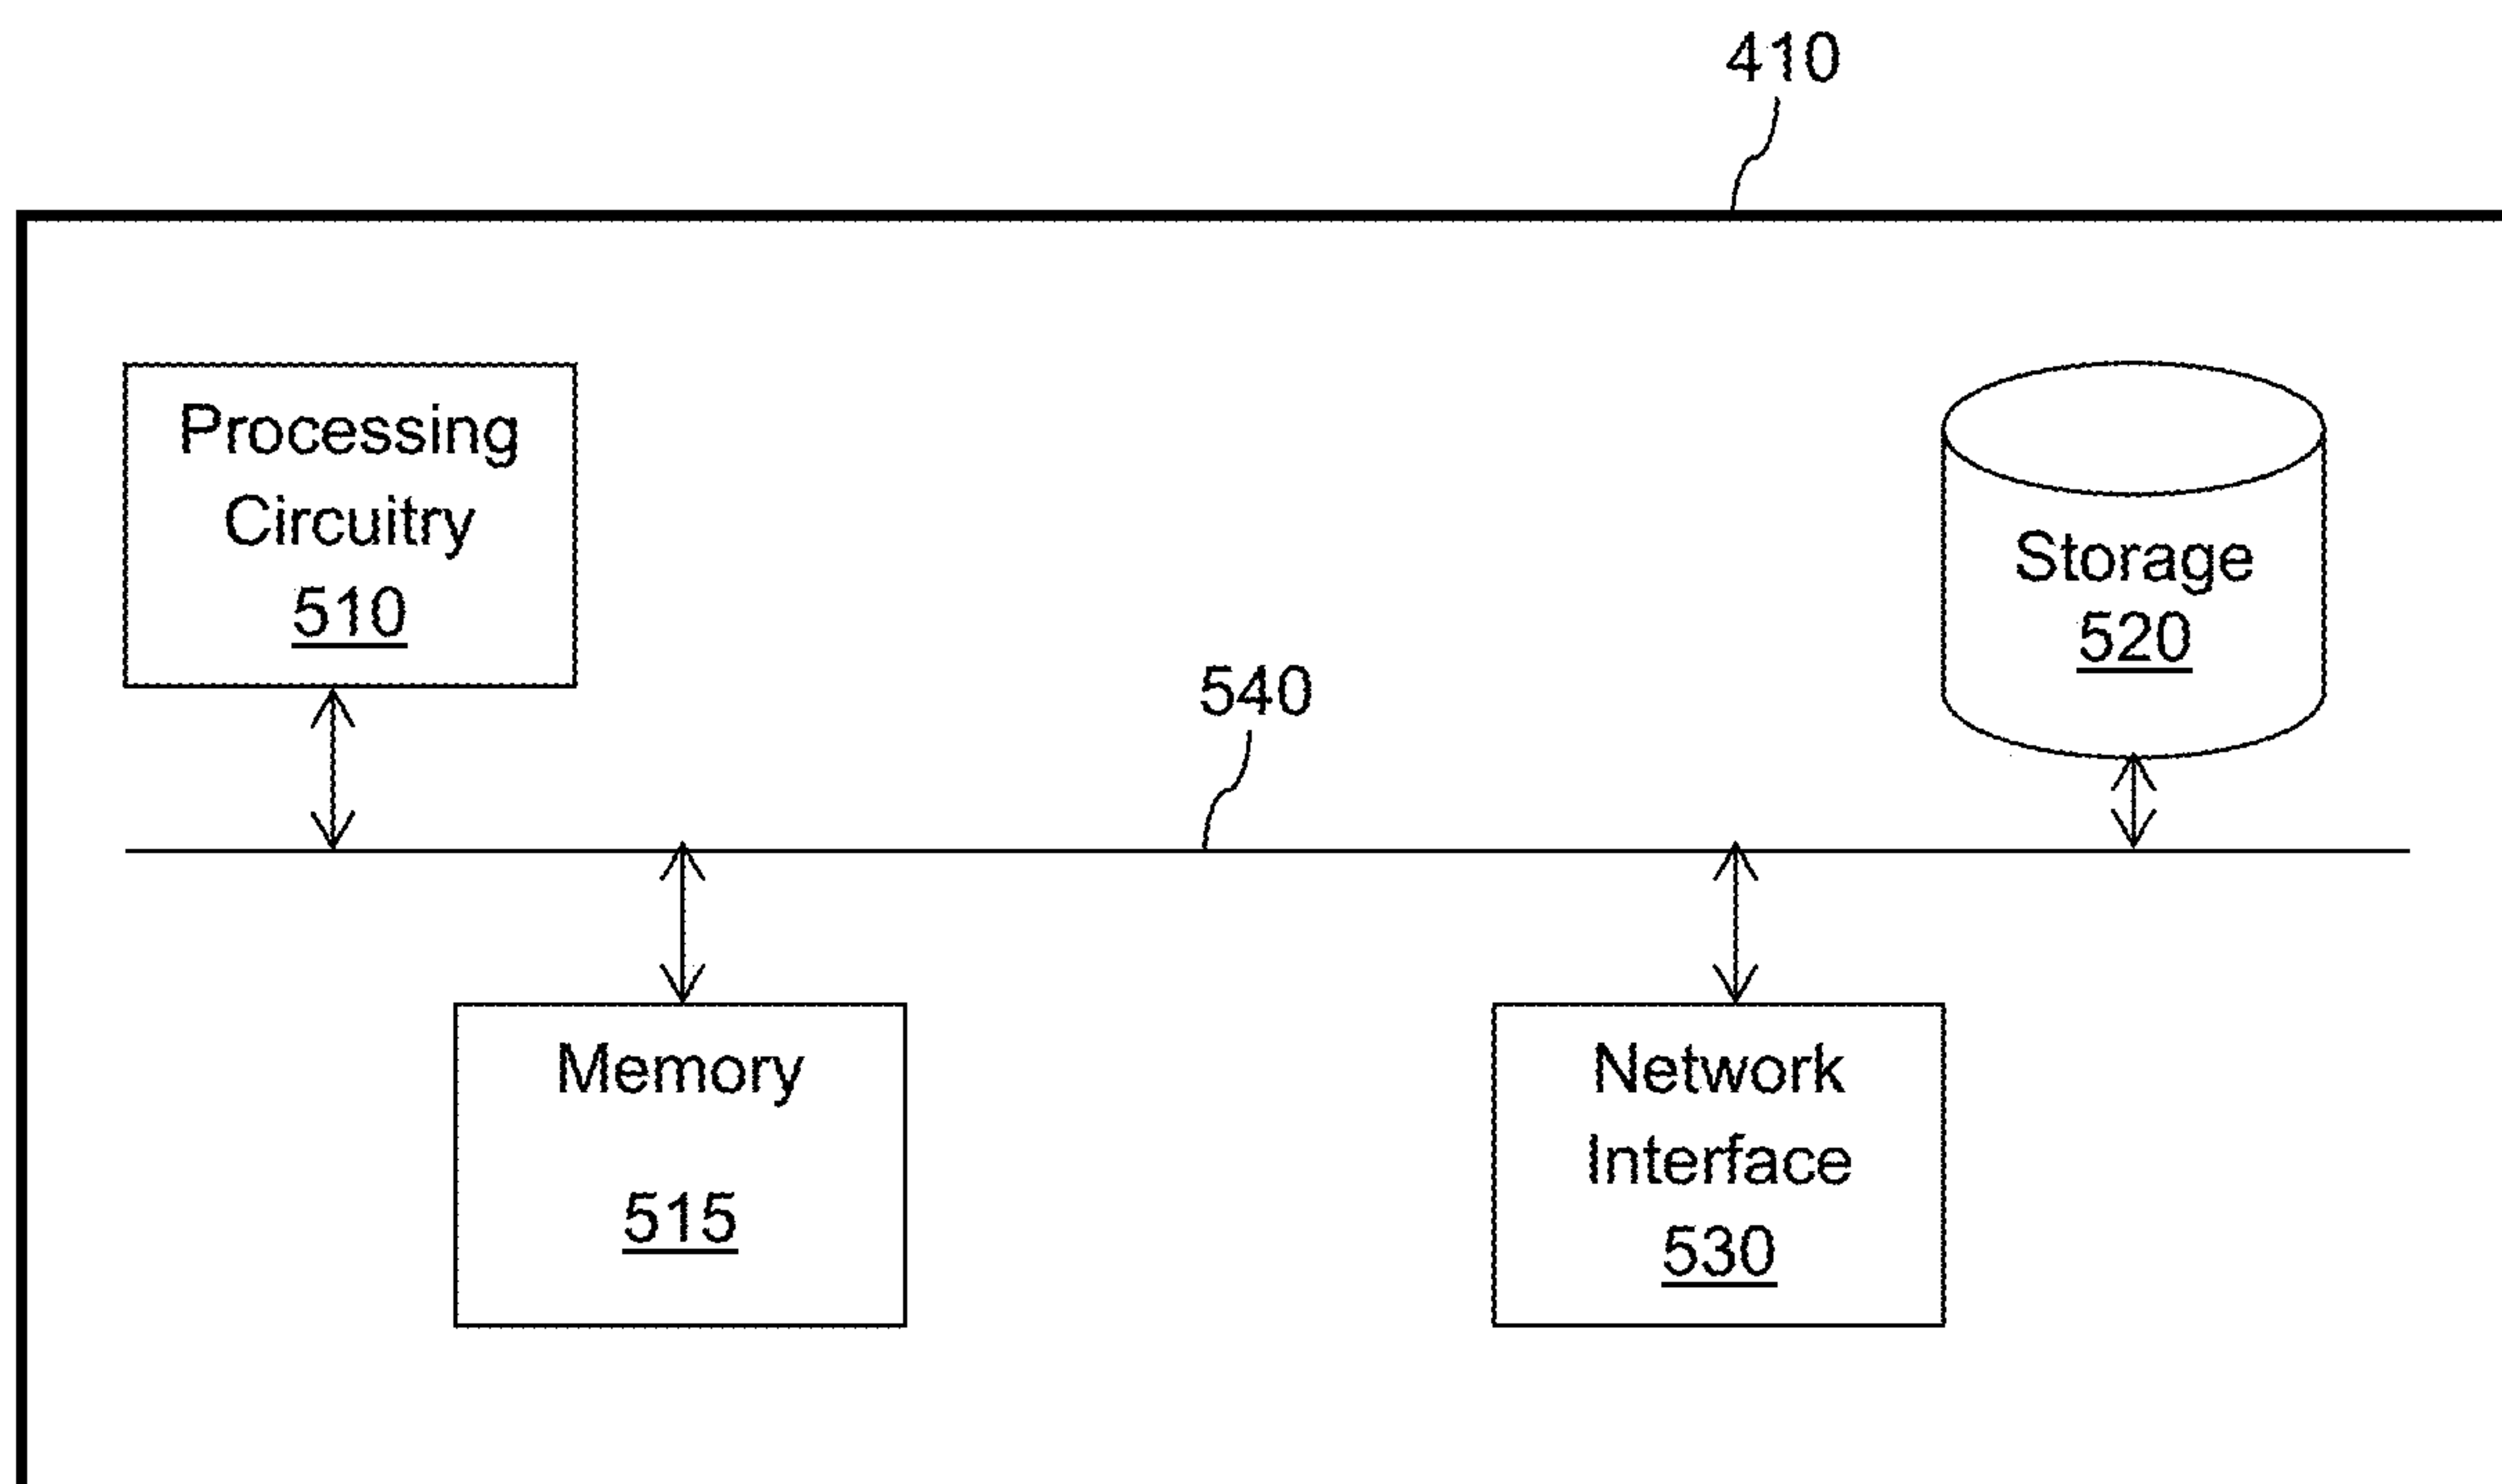 410
Processing
Circuitry
510
Storage
520
540
Memory
515
Network
Interface
530